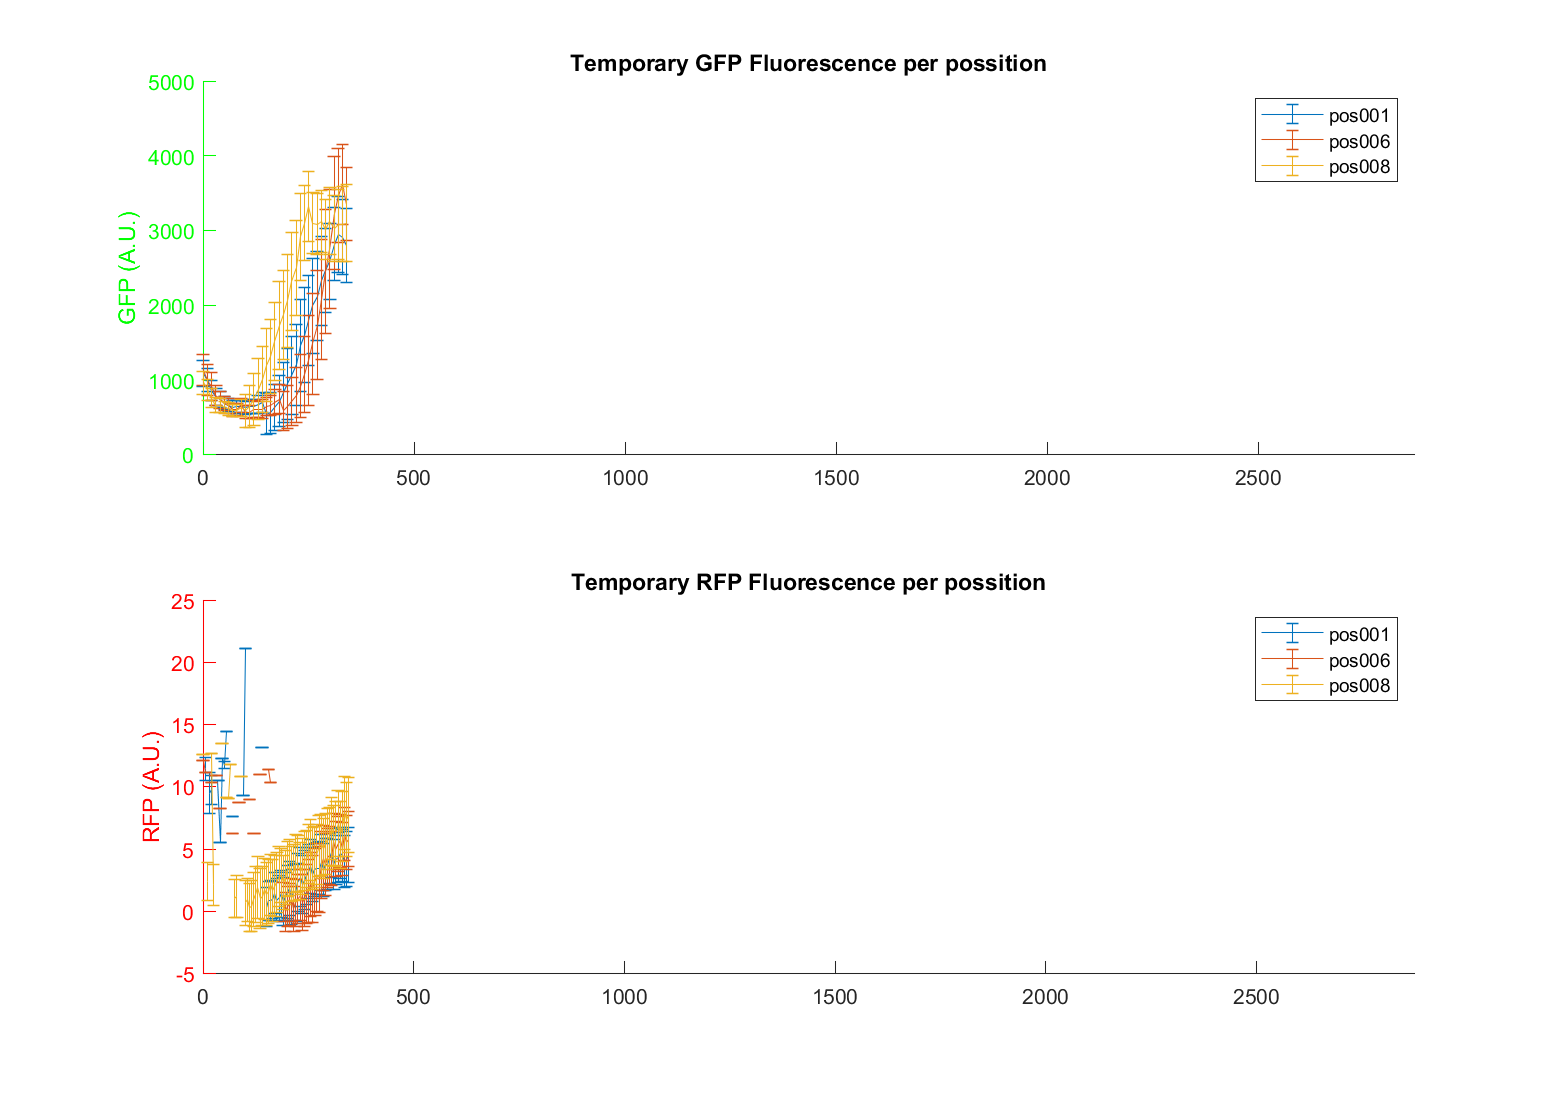 Temporary GFP Fluorescence per possition
5000
4000
3000
2000
1000
0
GFP (A.U.)
pos001
pos006
pos008
0 500 1000 1500 2000 2500
Temporary RFP Fluorescence per possition
25
20
15
10
5
0
-5
RFP (A.U.)
pos001
pos006
pos008
0 500 1000 1500 2000 2500